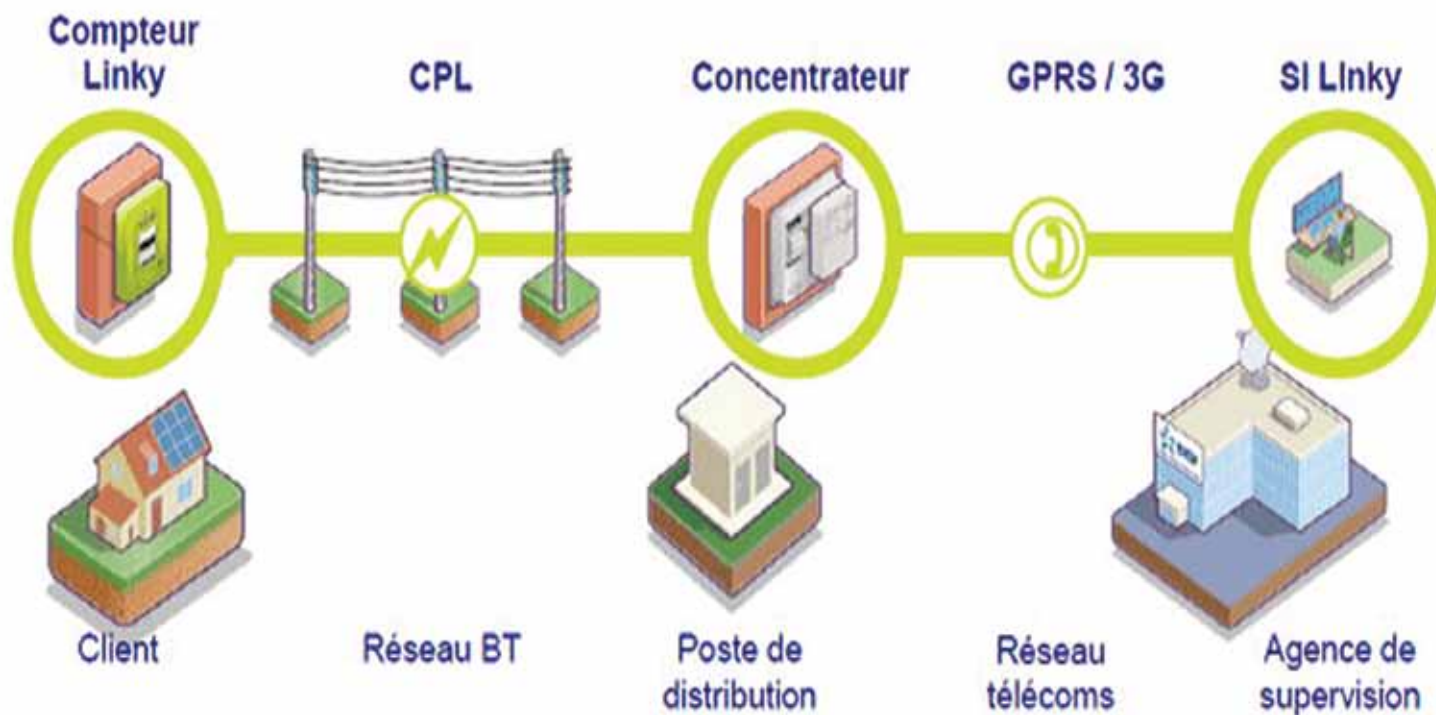 Compteur
Linky
CPL
Concentrateur
GPRS / 3G
SI LInky
Client
Réseau BT
Poste de
distribution
Réseau
télécoms
Agence de
supervision